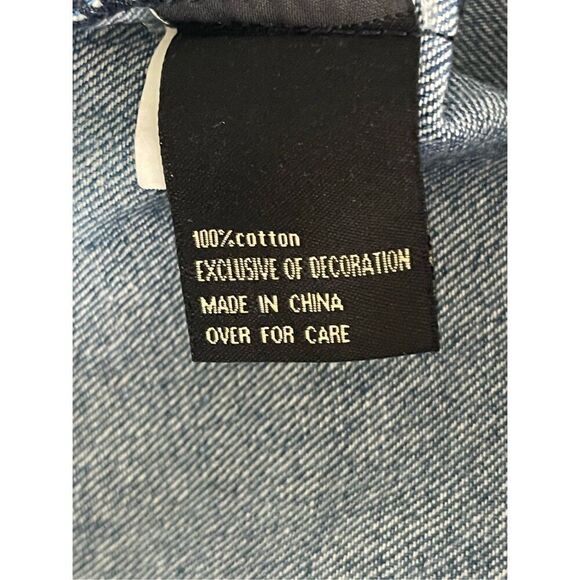 100%cotton
EXCLUSIVE OF DECORATION
MADE IN CHINA
OVER FOR CARE